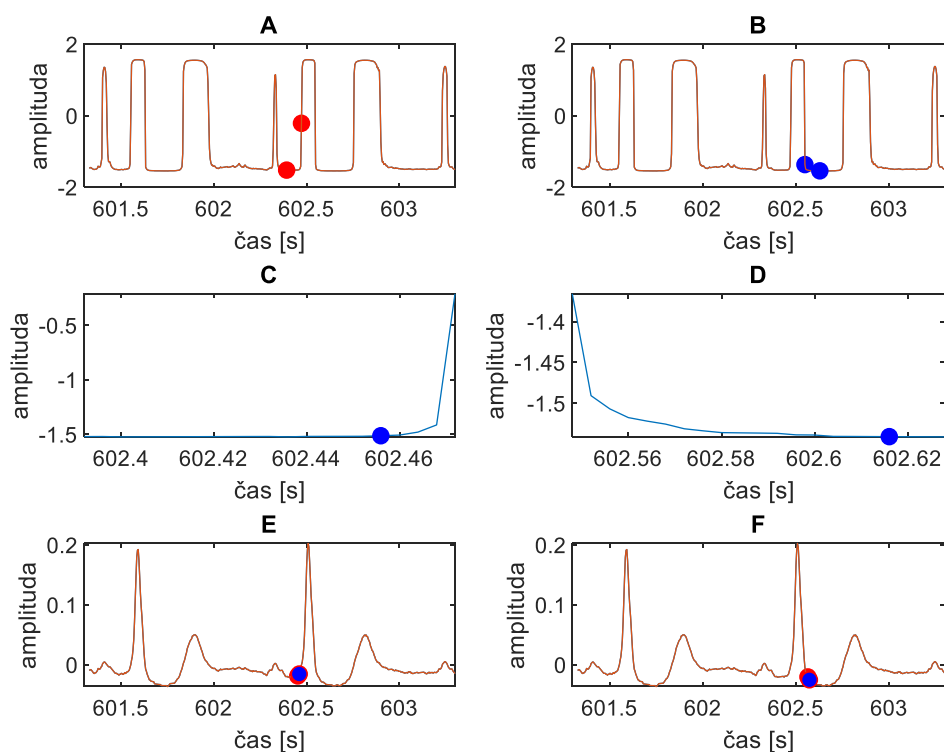 A
amplituda
2
0
-2
601.5 602 602.5 603
čas [s]
B
amplituda
2
0
-2
601.5 602 602.5 603
čas [s]
C
amplituda
-0.5
-1
-1.5
602.4 602.42 602.44 602.46
čas [s]
D
amplituda
-1.4
-1.45
-1.5
602.56 602.58 602.6 602.62
čas [s]
E
amplituda
0.2
0.1
0
601.5 602 602.5 603
čas [s]
F
amplituda
0.2
0.1
0
601.5 602 602.5 603
čas [s]